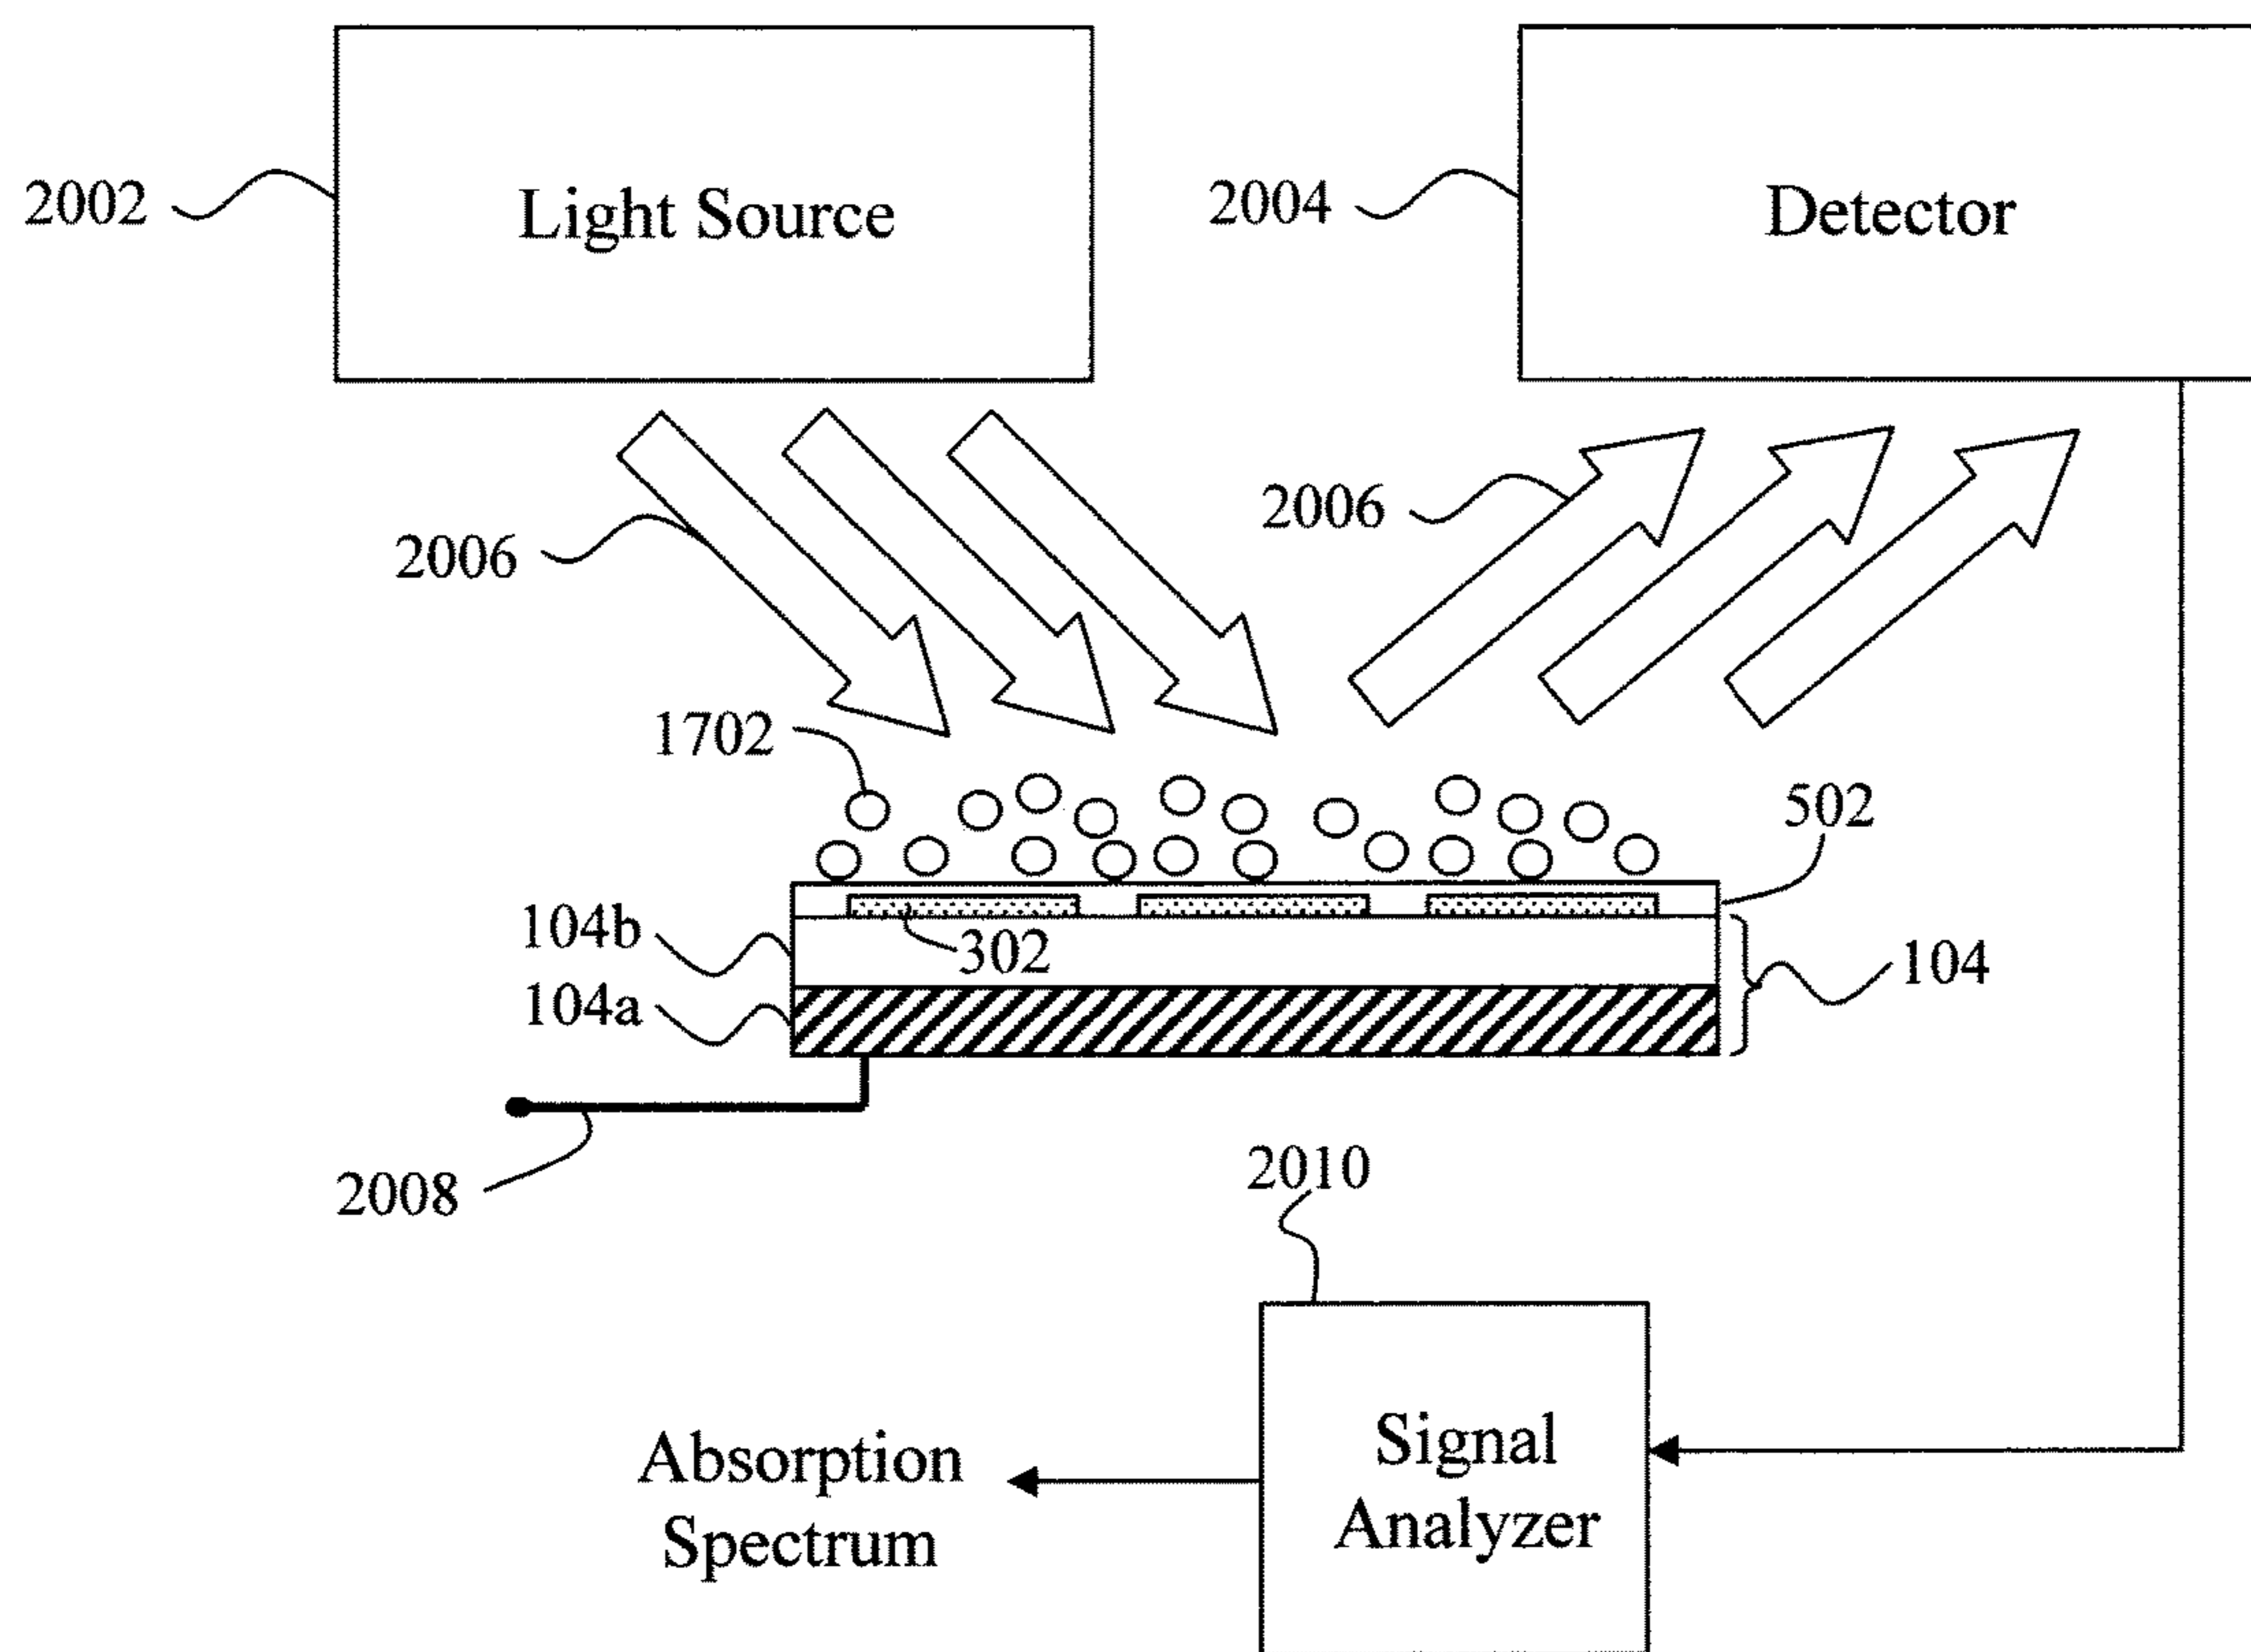 2002
Light Source
2004
Detector
2006
2006
1702
502
104b
302
104
104a
2008
2010
Signal
Analyzer
Absorption
Spectrum